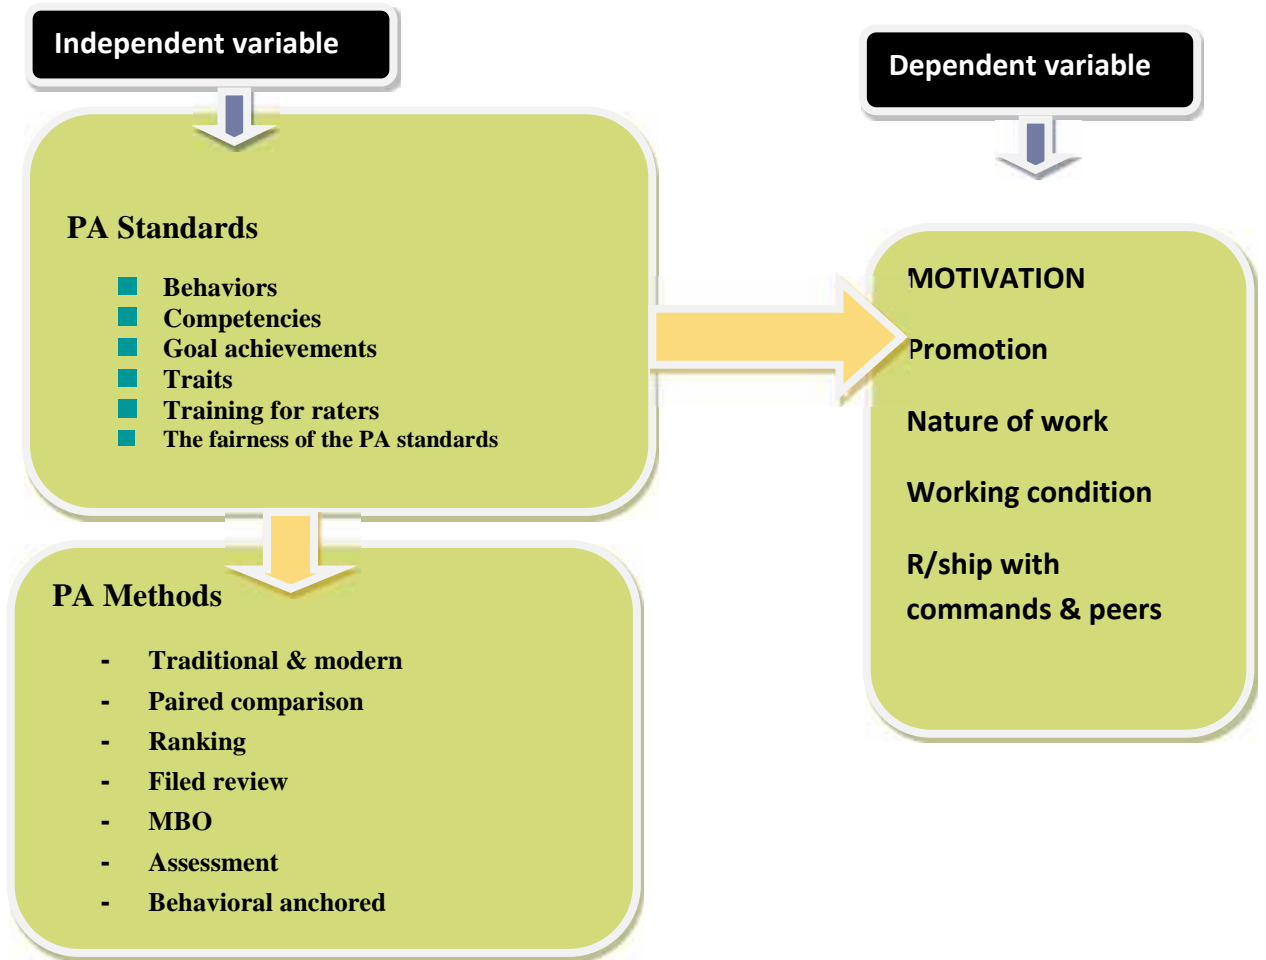 Independent variable
Dependent variable
PA Standards
Behaviors
Competencies
Goal achievements
Traits
Training for raters
The fairness of the PA standards
MOTIVATION
Promotion
Nature of work
Working condition
R/ship with
commands & peers
PA Methods
- Traditional & modern
- Paired comparison
- Ranking
- Filed review
- MBO
- Assessment
- Behavioral anchored